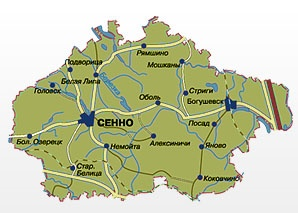 Рямшино
Мошканы
Подворица
Белая Липа
Головск
Оболь
Стриги
Богушевск
СЕННО
Посад
Бол. Озерецк
Немойта
Алексиничи
Яново
Стар.
Белица
Коковчино